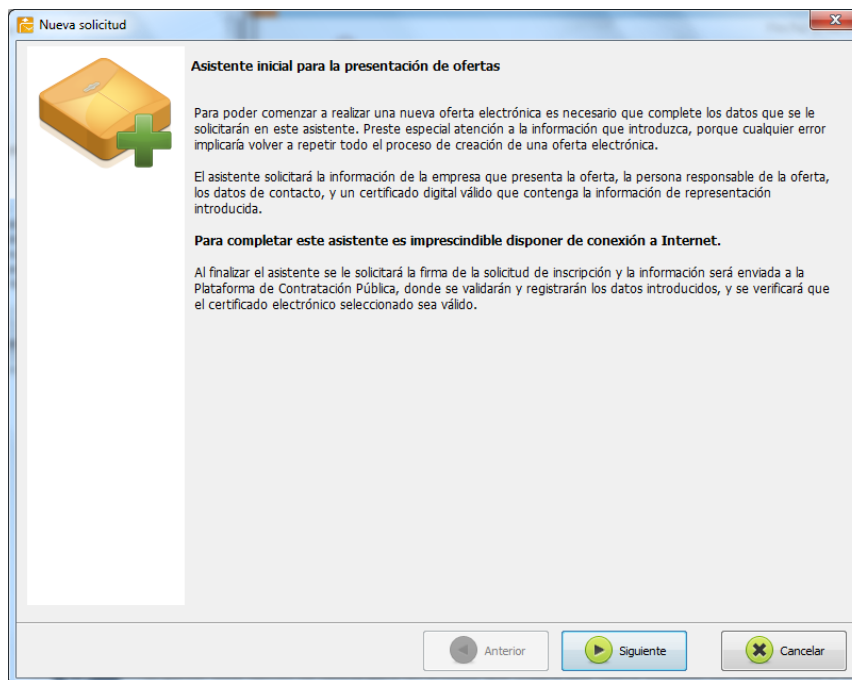 Nueva solicitud
Asistente inicial para la presentación de ofertas
Para poder comenzar a realizar una nueva oferta electrónica es necesario que complete los datos que se le
solicitarán en este asistente. Preste especial atención a la información que introduzca, porque cualquier error
implicaría volver a repetir todo el proceso de creación de una oferta electrónica.
El asistente solicitará la información de la empresa que presenta la oferta, la persona responsable de la oferta,
los datos de contacto, y un certificado digital válido que contenga la información de representación
introducida.
Para completar este asistente es imprescindible disponer de conexión a Internet.
Al finalizar el asistente se le solicitará la firma de la solicitud de inscripción y la información será enviada a la
Plataforma de Contratación Pública, donde se validarán y registrarán los datos introducidos, y se verificará que
el certificado electrónico seleccionado sea válido.
Anterior
Siguiente
Cancelar